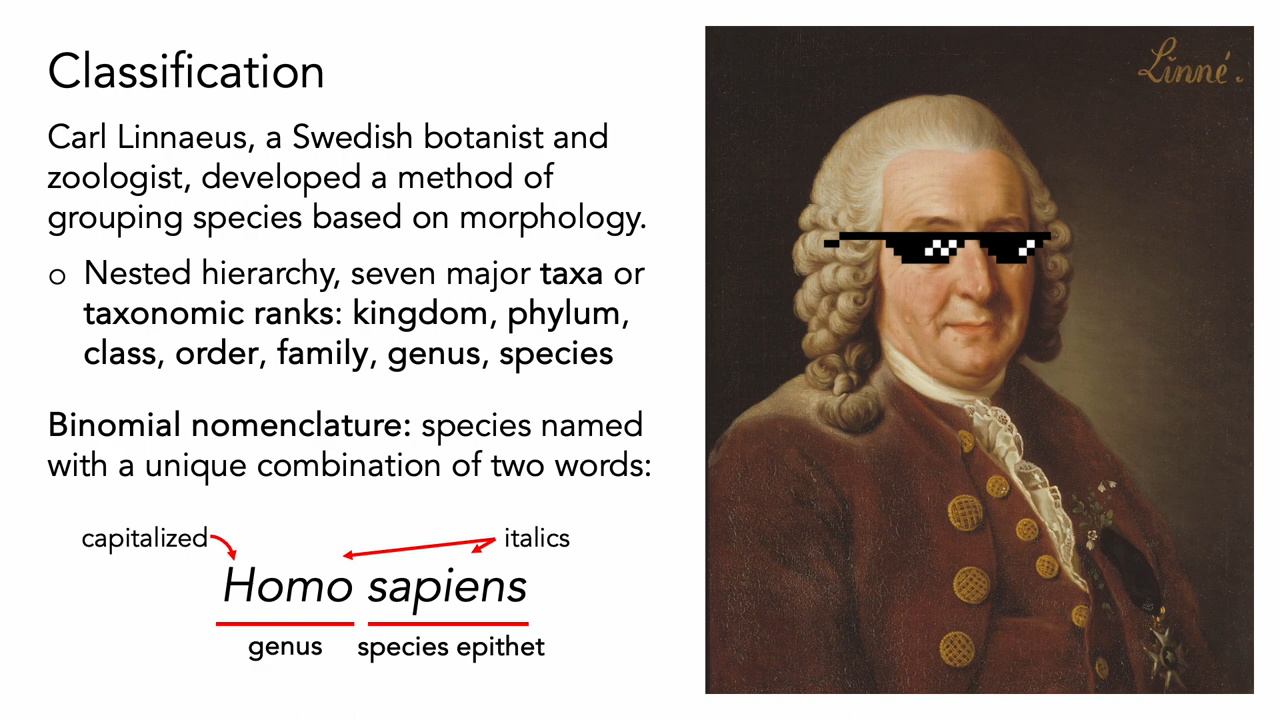 Classification
Carl Linnaeus, a Swedish botanist and
zoologist, developed a method of
grouping species based on morphology.
o Nested hierarchy, seven major taxa or
taxonomic ranks: kingdom, phylum,
class, order, family, genus, species
Binomial nomenclature: species named
with a unique combination of two words:
capitalized
italics
Homo sapiens
genus
species epithet
Linné.